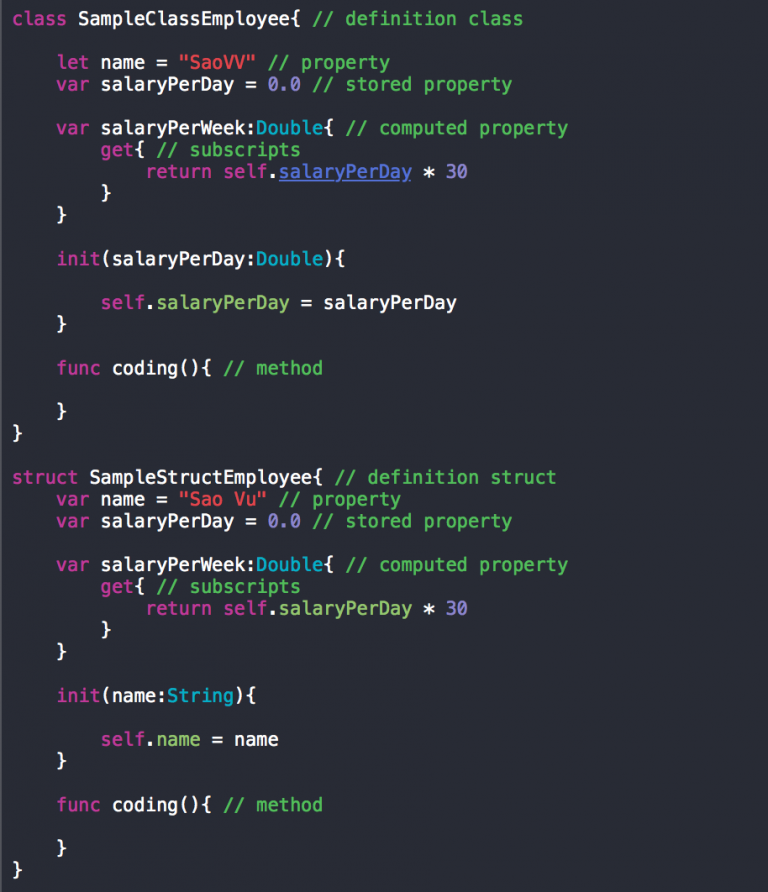 class SampleClassEmployee{ // definition class
let name = "SaoVV" // property
var salaryPerDay = 0.0 // stored property
var salaryPerWeek:Double{ // computed property
get{ // subscripts
return self.salaryPerDay * 30
}
}
init(salaryPerDay:Double){
self.salaryPerDay = salaryPerDay
}
func coding(){ // method
}
}
struct SampleStructEmployee{ // definition struct
var name = "Sao Vu" // property
var salaryPerDay = 0.0 // stored property
var salaryPerWeek:Double{ // computed property
get{ // subscripts
return self.salaryPerDay * 30
}
}
init(name:String){
self.name = name
}
func coding(){ // method
}
}